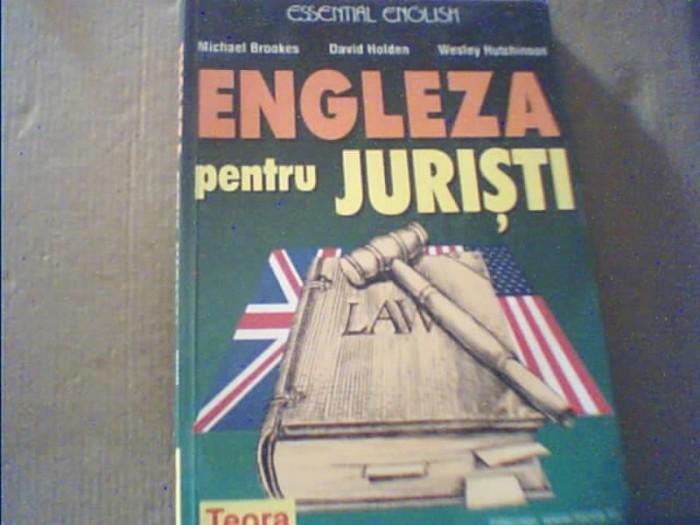 ESSENTIAL ENGLISH
Michael Brookes David Holden Wesley Hutchinson
ENGLEZA
pentru JURIȘTI
LAW
Teora